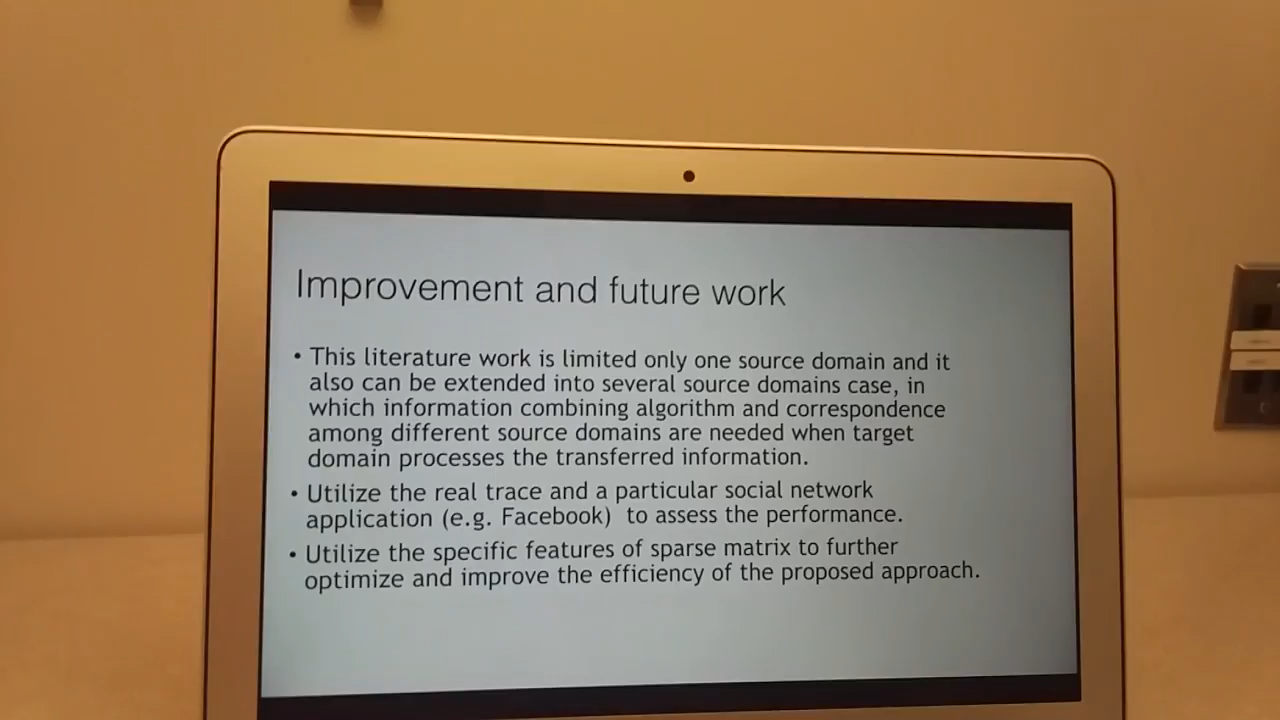 Improvement and future work
• This literature work is limited only one source domain and it
also can be extended into several source domains case, in
which information combining algorithm and correspondence
among different source domains are needed when target
domain processes the transferred information.
• Utilize the real trace and a particular social network
application (e.g. Facebook)  to assess the performance.
• Utilize the specific features of sparse matrix to further
optimize and improve the efficiency of the proposed approach.